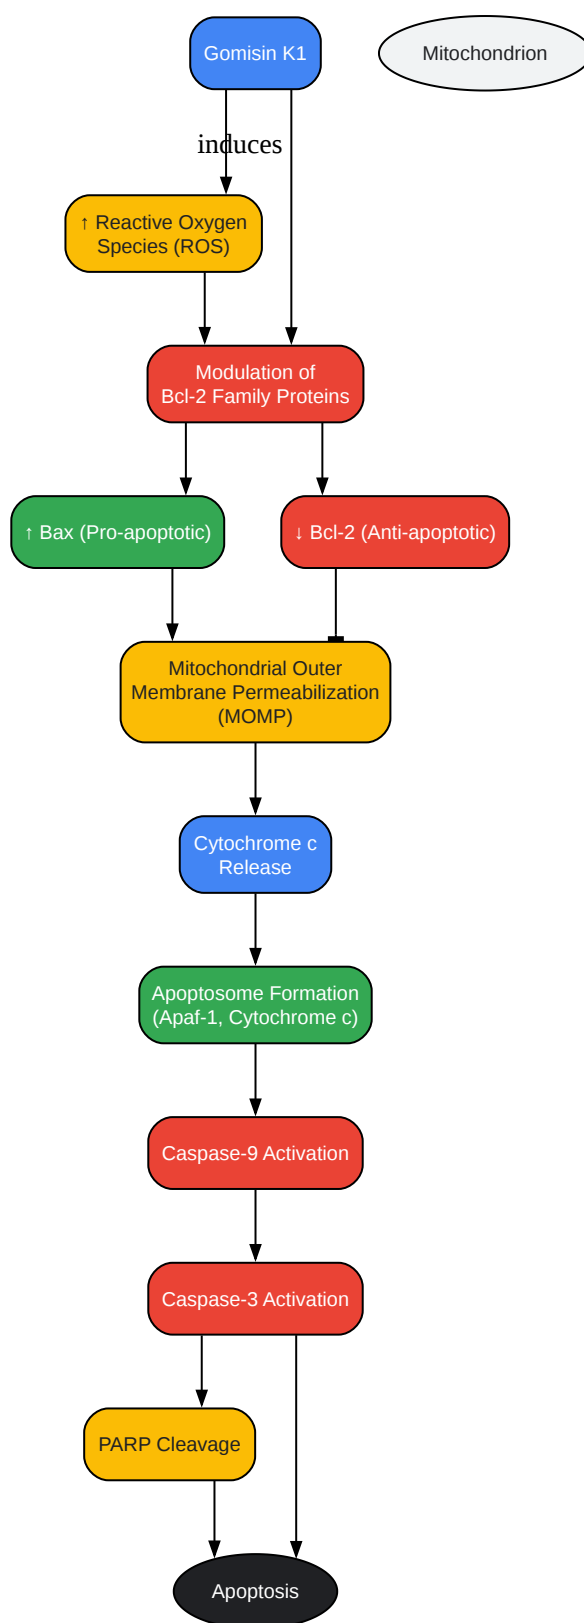 Gomisin K1
Mitochondrion
induces
↑ Reactive Oxygen
Species (ROS)
Modulation of
Bcl-2 Family Proteins
↑ Bax (Pro-apoptotic)
↓ Bcl-2 (Anti-apoptotic)
Mitochondrial Outer
Membrane Permeabilization
(MOMP)
Cytochrome c
Release
Apoptosome Formation
(Apaf-1, Cytochrome c)
Caspase-9 Activation
Caspase-3 Activation
PARP Cleavage
Apoptosis